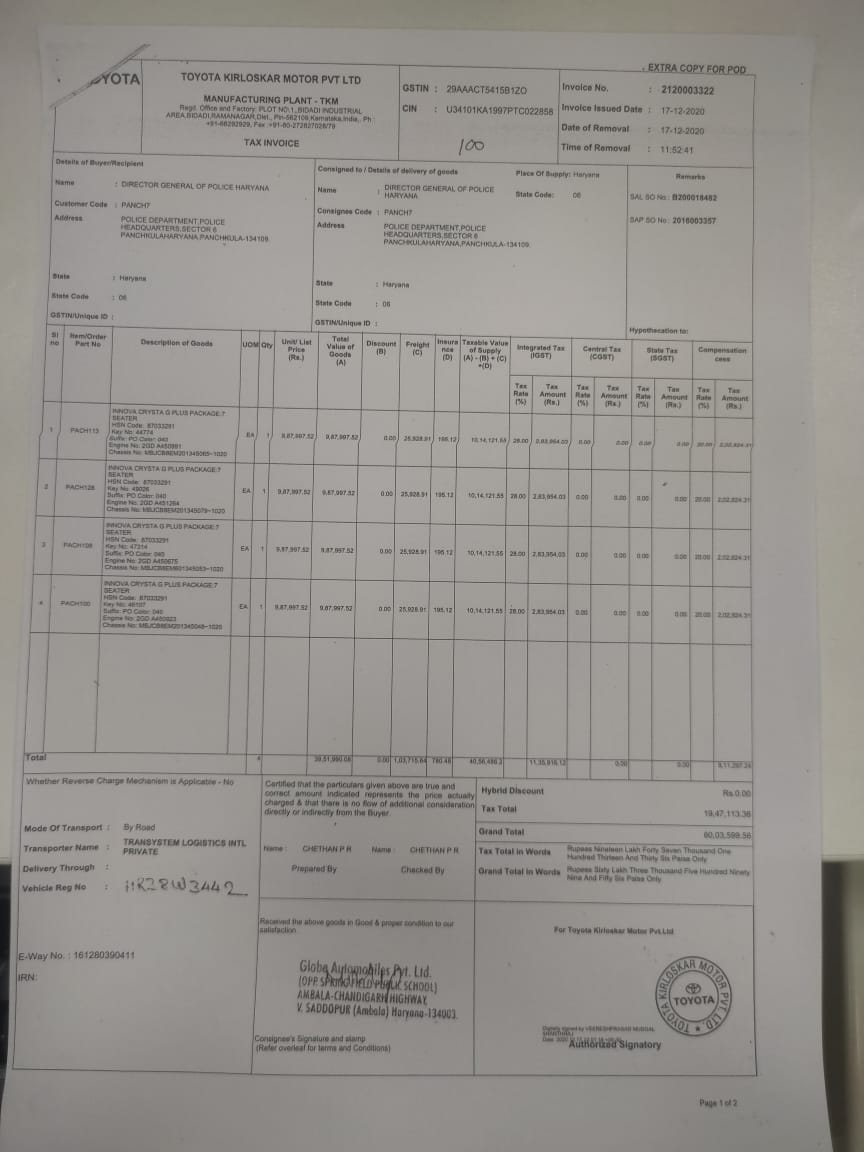 EXTRA COPY FOR POD
TOYOTA KIRLOSKAR MOTOR PVT LTD
MANUFACTURING PLANT - TKM
Regd. Office and Factory: PLOT NO\1.,BIDADI INDUSTRIAL
AREA,BIDADI,RAMANAGAR,Dist., Pin-562109,Karnataka,India,. Ph :
+91-66292929, Fax :+91-80-27282702​8/79
TAX INVOICE
GSTIN : 29AAACT5415B1ZO
CIN : U34101KA1997PTC022858
100
Invoice No. : 2120003322
Invoice Issued Date : 17-12-2020
Date of Removal : 17-12-2020
Time of Removal : 11:52:41
Details of Buyer/Recipient
Name : DIRECTOR GENERAL OF POLICE HARYANA
Customer Code : PANCH7
Address POLICE DEPARTMENT,POLICE
HEADQUARTERS,SECTOR 6
PANCHKULAHARYANA,PANCHKULA-134109
State : Haryana
State Code : 06
GSTIN/Unique ID :
Consigned to / Details of delivery of goods
Place Of Supply: Haryana
Name : DIRECTOR GENERAL OF POLICE
HARYANA
State Code: 06
Consignee Code : PANCH7
Address POLICE DEPARTMENT,POLICE
HEADQUARTERS,SECTOR 6
PANCHKULAHARYANA,PANCHKULA-134109
State : Haryana
State Code : 06
GSTIN/Unique ID :
Remarks
SAL SO No.: B200018482
SAP SO No.: 2016003357
Hypothecation to:
Sl no Item/Order Part No Description of Goods UOM Qty Unit/ List Price (Rs.) Total Value of Goods (A) Discount (B) Freight (C) Insurance (D) Taxable Value of Supply (A) - (B) + (C) +(D) Integrated Tax (IGST) Central Tax (CGST) State Tax (SGST) Compensation cess
Tax Rate (%) Tax Amount (Rs.) Tax Rate (%) Tax Amount (Rs.) Tax Rate (%) Tax Amount (Rs.) Tax Rate (%) Tax Amount (Rs.)
1 PACH113 EA 1 9,87,997.52 9,87,997.52 0.00 25,928.91 195.12 10,14,121.55 28.00 2,83,954.03 0.00 0.00 0.00 0.00 20.00 2,02,824.31
INNOVA CRYSTA G PLUS PACKAGE:7
SEATER
HSN Code: 87033291
Key No: 44774
Suffix: PO Color: 040
Engine No: 2GD A450991
Chassis No: MBJCB8EM201345065~1020
2 PACH126 EA 1 9,87,997.52 9,87,997.52 0.00 25,928.91 195.12 10,14,121.55 28.00 2,83,954.03 0.00 0.00 0.00 0.00 20.00 2,02,824.31
INNOVA CRYSTA G PLUS PACKAGE:7
SEATER
HSN Code: 87033291
Key No: 49026
Suffix: PO Color: 040
Engine No: 2GD A451264
Chassis No: MBJCB8EM201345079~1020
3 EA 1 9,87,997.52 9,87,997.52 0.00 25,928.91 195.12 10,14,121.55 28.00 2,83,954.03 0.00 0.00 0.00 0.00 20.00 2,02,824.31
INNOVA CRYSTA G PLUS PACKAGE:7
SEATER
HSN Code: 87033291
Key No: 47314
Suffix: PO Color: 040
Engine No: 2GD A450675
Chassis No: MBJCB8EM601345053~1020
4 PACH100 EA 1 9,87,997.52 9,87,997.52 0.00 25,928.91 195.12 10,14,121.55 28.00 2,83,954.03 0.00 0.00 0.00 0.00 20.00 2,02,824.31
INNOVA CRYSTA G PLUS PACKAGE:7
SEATER
HSN Code: 87033291
Key No: 46107
Suffix: PO Color: 040
Engine No: 2GD A450923
Chassis No: MBJCB8EM201345048~1020
Total 4 39,51,990.08 0.00 1,03,715.64 780.48 40,56,486.2 11,35,816.12 0.00 0.00 8,11,297.24
Whether Reverse Charge Mechanism is Applicable - No
Mode Of Transport : By Road
Transporter Name : TRANSYSTEM LOGISTICS INTL
PRIVATE
Delivery Through :
Vehicle Reg No : HR28W3442
E-Way No. : 161280390411
IRN:
Certified that the particulars given above are true and
correct amount indicated represents the price actually
charged & that there is no flow of additional consideration
directly or indirectly from the Buyer.
Name : CHETHAN P R Name : CHETHAN P R
Prepared By Checked By
Hybrid Discount Rs.0.00
Tax Total 19,47,113.36
Grand Total 60,03,599.56
Tax Total in Words Rupees Nineteen Lakh Forty Seven Thousand One
Hundred Thirteen And Thirty Six Paise Only
Grand Total in Words Rupees Sixty Lakh Three Thousand Five Hundred Ninety
Nine And Fifty Six Paise Only
Received the above goods in Good & proper condition to our
satisfaction
Globe Automobiles Pvt. Ltd.
(OPP. SPRINGFIELD PUBLIC SCHOOL)
AMBALA-CHANDIGARH HIGHWAY,
V. SADDOPUR (Ambala) Haryana-134003
Consignee's Signature and stamp
(Refer overleaf for terms and Conditions)
For Toyota Kirloskar Motor Pvt.Ltd
TOYOTA KIRLOSKAR MOTOR PVT. LTD.
TOYOTA
Authorized Signatory
Page 1 of 2